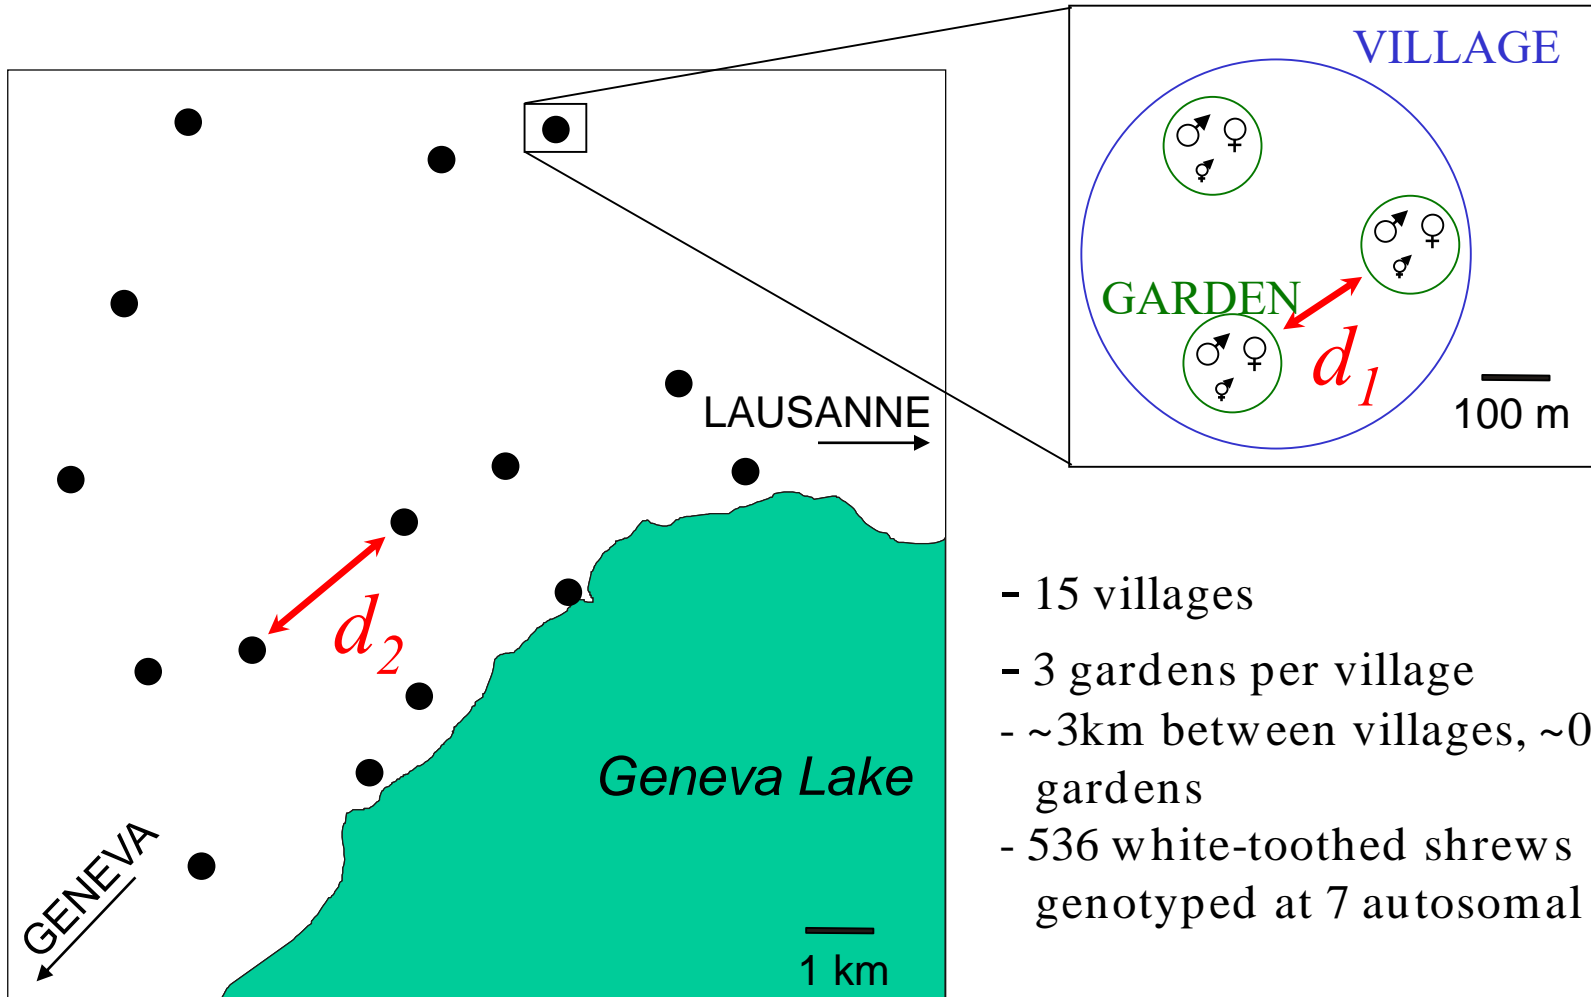 VILLAGE
GARDEN
d1
100 m
LAUSANNE
d2
Geneva Lake
GENEVA
1 km
- 15 villages
- 3 gardens per village
- ~3km between villages, ~0
gardens
- 536 white-toothed shrews
genotyped at 7 autosomal